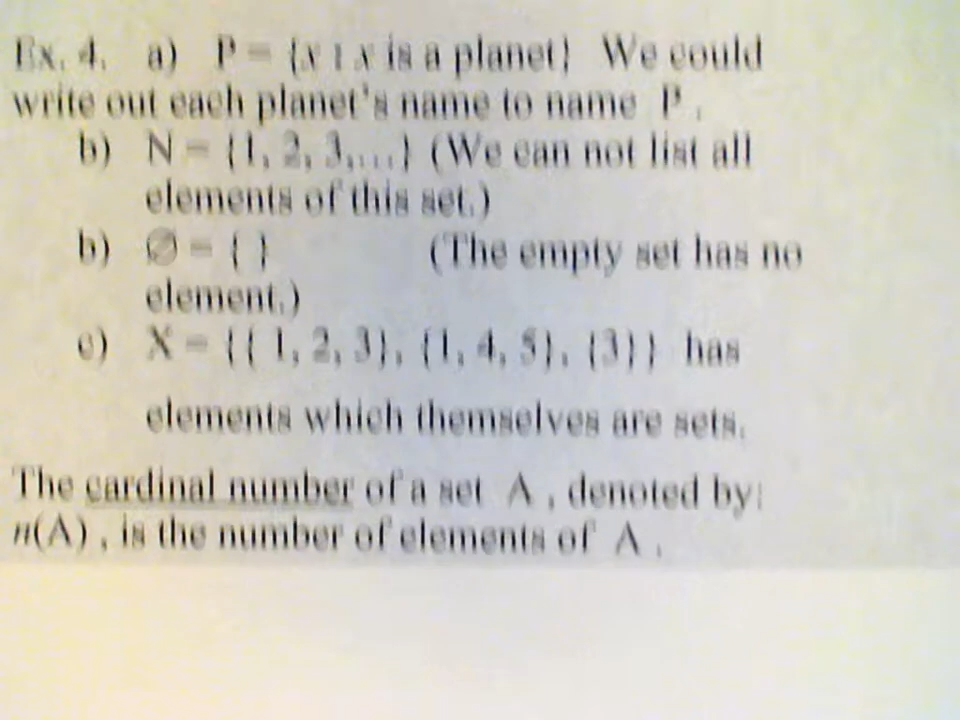 Ex. 4. a) P = {x : x is a planet} We could
write out each planet's name to name P.
b) N = {1, 2, 3,...} (We can not list all
elements of this set.)
b) ∅ = { } (The empty set has no
element.)
c) X = {{ 1, 2, 3}, {1, 4, 5}, {3}} has
elements which themselves are sets.
The cardinal number of a set A , denoted by:
n(A) , is the number of elements of A .